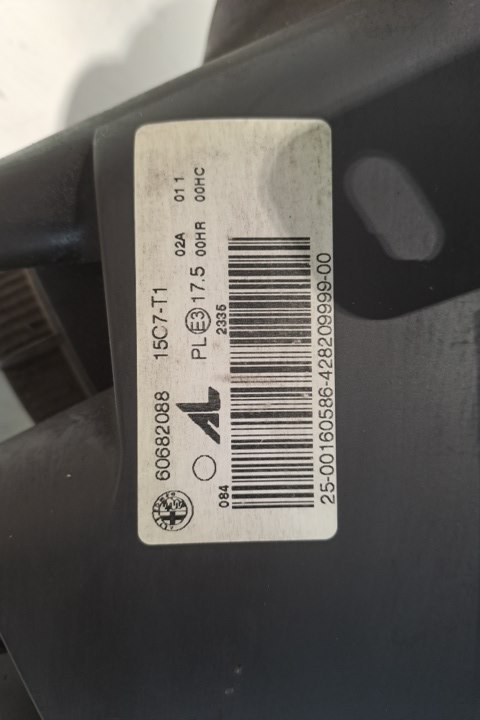 60682088 15C7-T1
02A 011
PL E3 17.5 00HR 00HC
2335
084
25-00160586-428209999-00